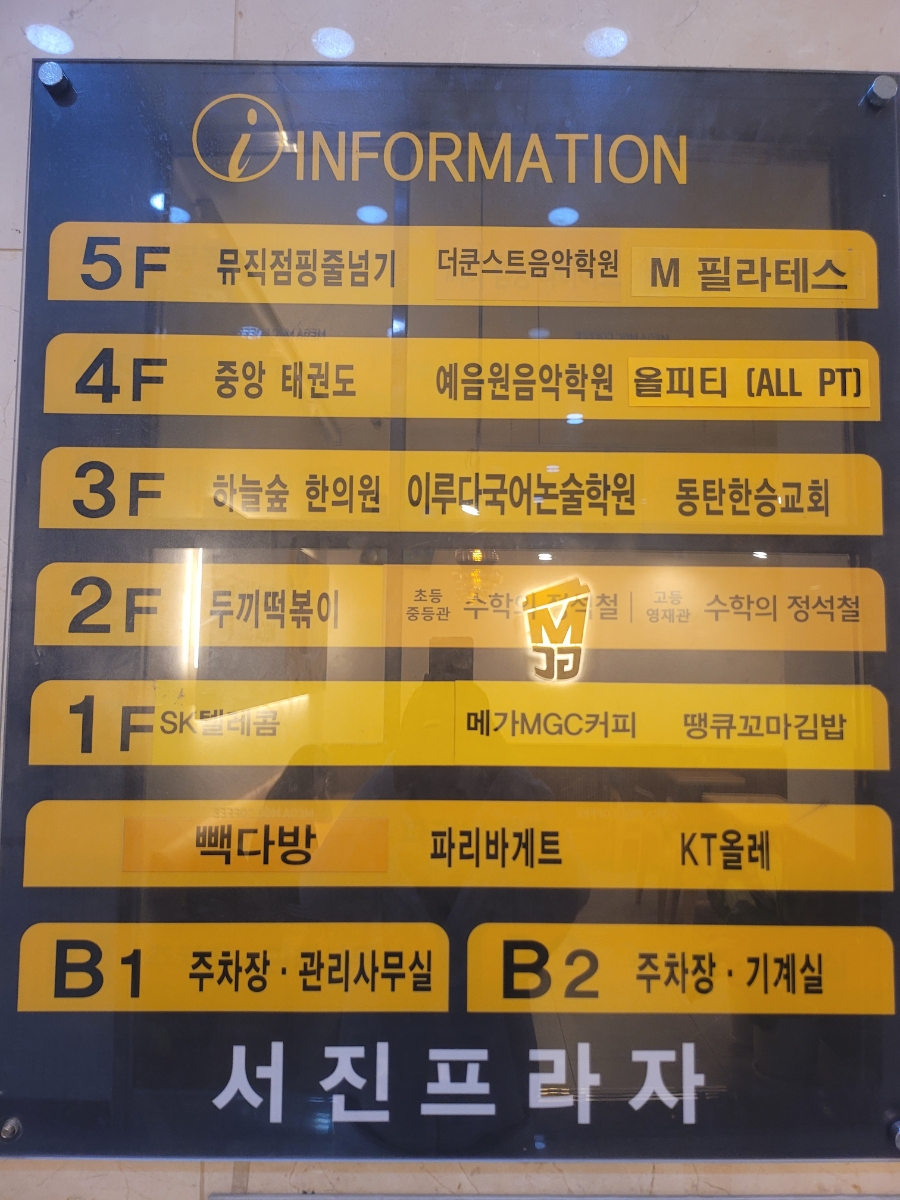 i INFORMATION
5F 뮤직점핑줄넘기 더쿤스트음악학원 M 필라테스
4F 중앙 태권도 예음원음악학원 올피티 (ALL PT)
3F 하늘숲 한의원 이루다국어논술학원 동탄한승교회
2F 두끼떡볶이 초등 중등관 수학의 정석철 | 고등 영재관 수학의 정석철
1F SK텔레콤 메가MGC커피 땡큐꼬마김밥
빽다방 파리바게트 KT올레
B1 주차장·관리사무실 B2 주차장·기계실
서진프라자